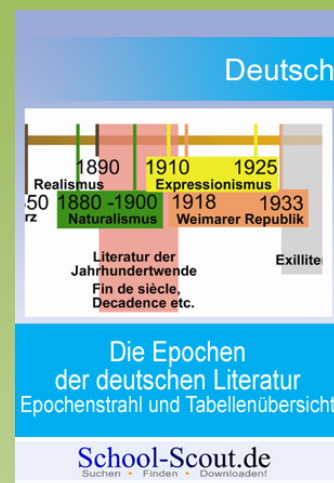 Deutsch
1890 1910 1925
Realismus Expressionismus
50 1880 -1900 1918 1933
rz Naturalismus Weimarer Republik
Literatur der
Jahrhundertwende
Exillite
Fin de siècle,
Decadence etc.
Die Epochen
der deutschen Literatur
Epochenstrahl und Tabellenübersicht
School-Scout.de
Suchen • Finden • Downloaden!